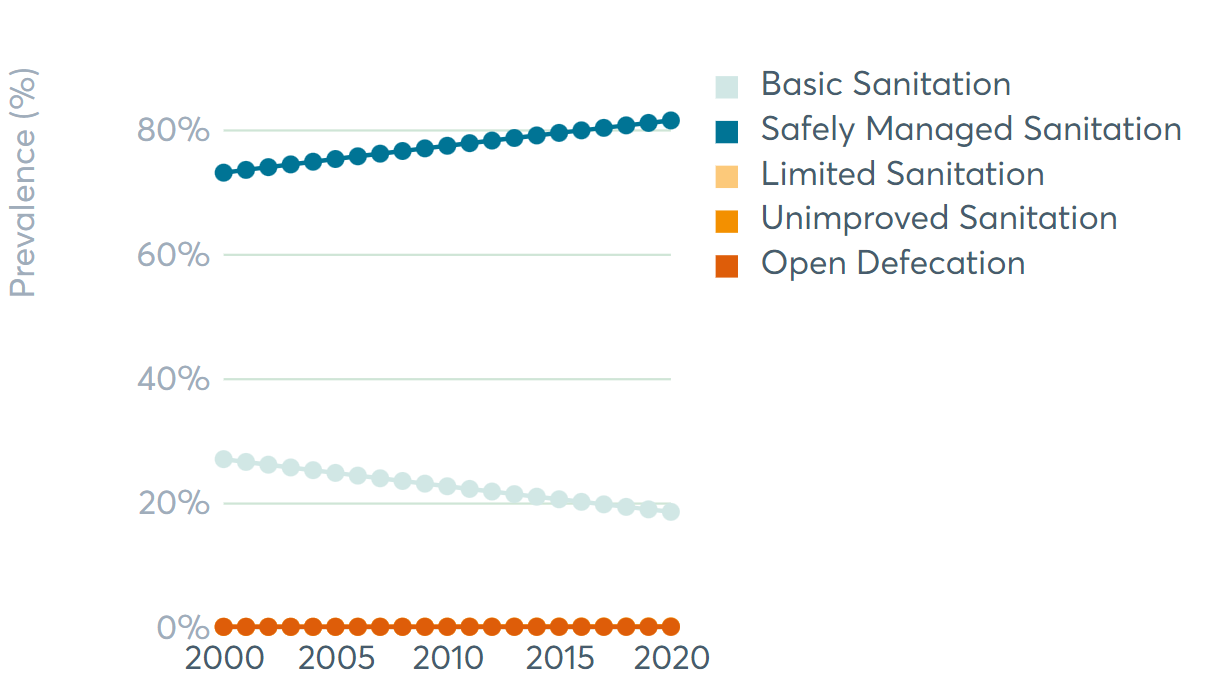 Prevalence (%)
80%
60%
40%
20%
0%
2000 2005 2010 2015 2020
Basic Sanitation
Safely Managed Sanitation
Limited Sanitation
Unimproved Sanitation
Open Defecation